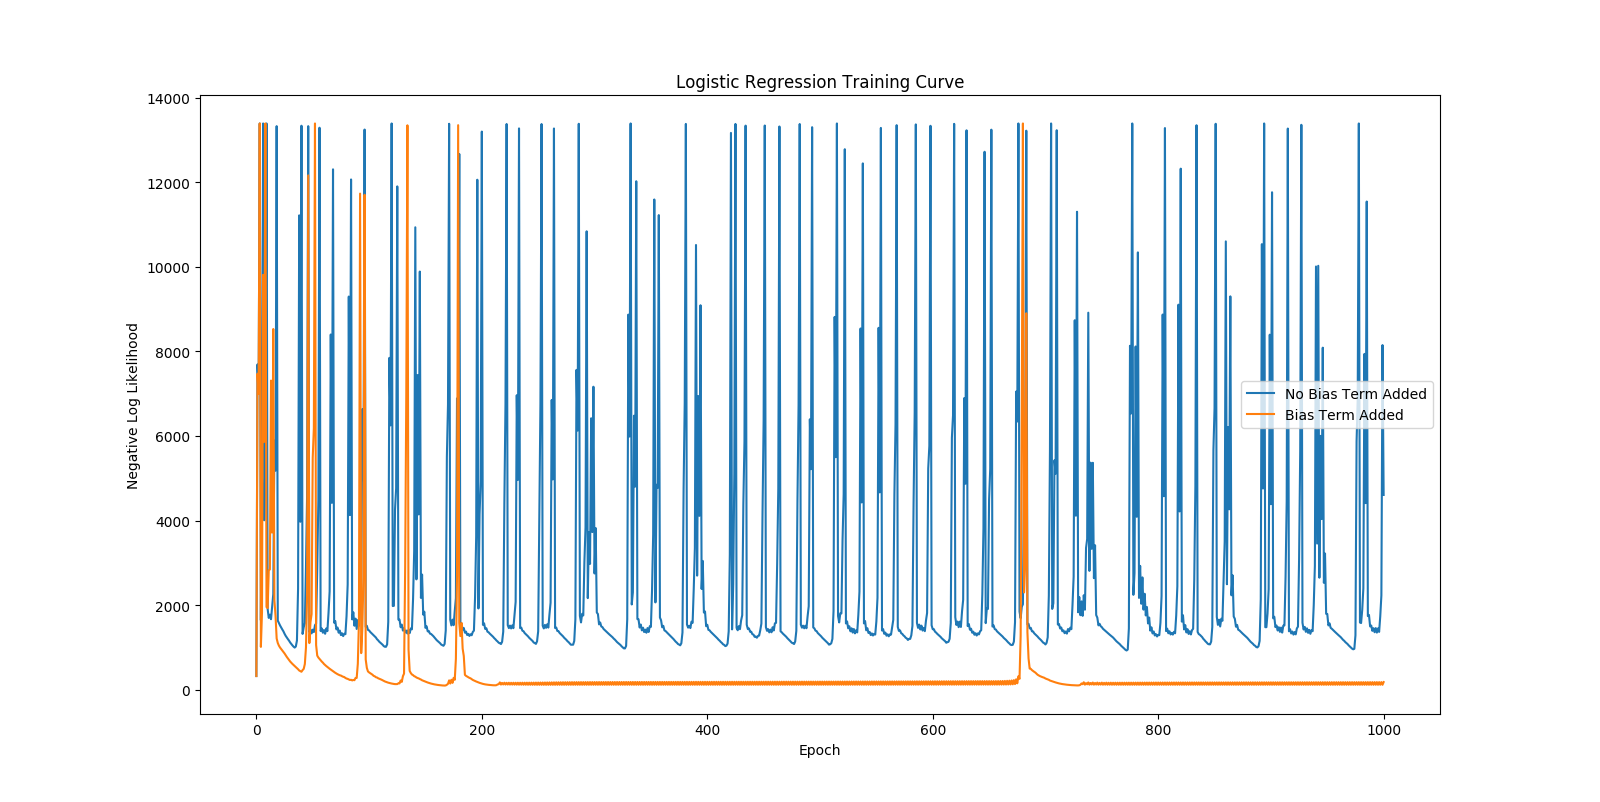 Logistic Regression Training Curve
14000
12000
10000
8000
6000
4000
2000
0
Negative Log Likelihood
No Bias Term Added
Bias Term Added
0 200 400 600 800 1000
Epoch